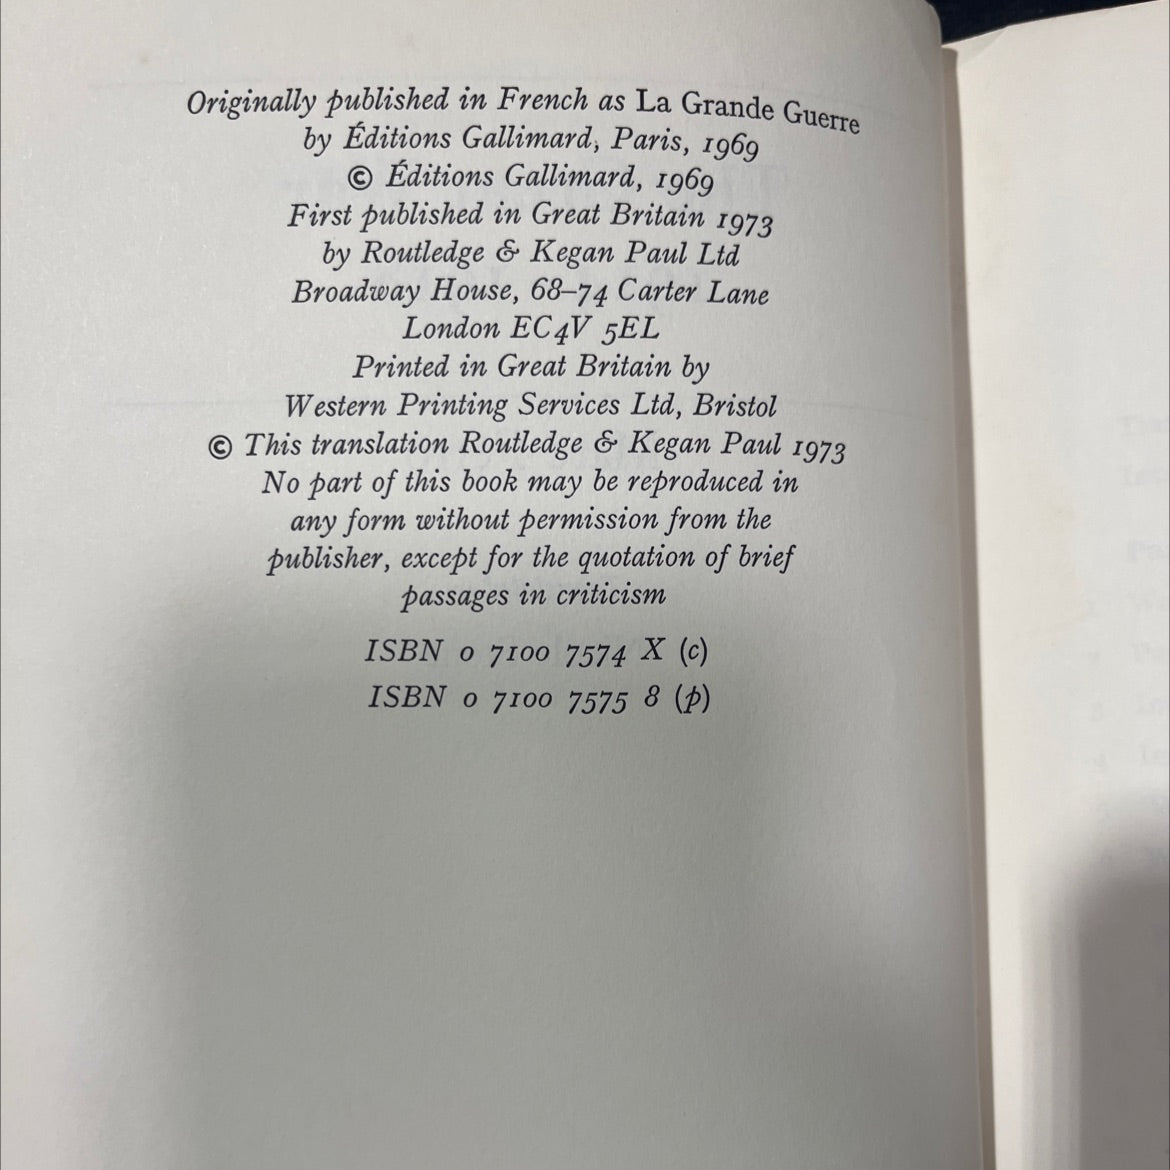 Originally published in French as La Grande Guerre
by Éditions Gallimard, Paris, 1969
© Éditions Gallimard, 1969
First published in Great Britain 1973
by Routledge & Kegan Paul Ltd
Broadway House, 68–74 Carter Lane
London EC4V 5EL
Printed in Great Britain by
Western Printing Services Ltd, Bristol
© This translation Routledge & Kegan Paul 1973
No part of this book may be reproduced in
any form without permission from the
publisher, except for the quotation of brief
passages in criticism
ISBN 0 7100 7574 X (c)
ISBN 0 7100 7575 8 (p)